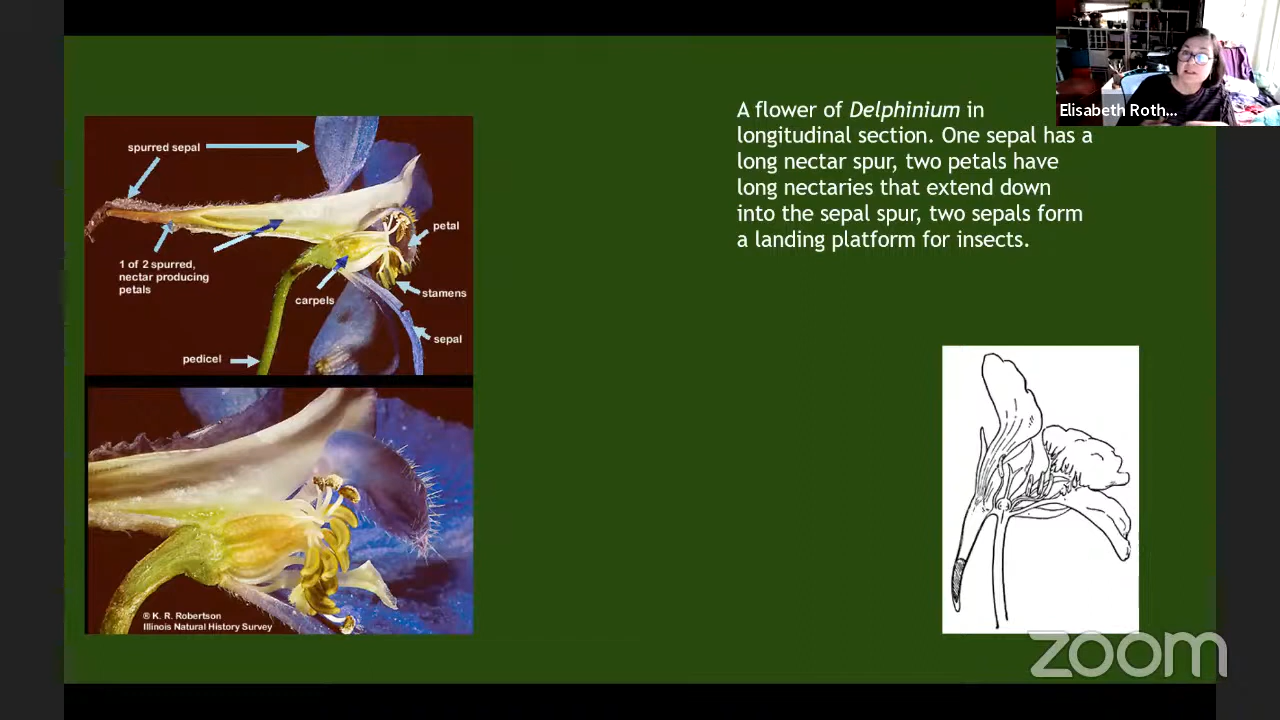 Elisabeth Roth...
A flower of Delphinium in
longitudinal section. One sepal has a
long nectar spur, two petals have
long nectaries that extend down
into the sepal spur, two sepals form
a landing platform for insects.
spurred sepal
petal
1 of 2 spurred,
nectar producing
petals
carpels
stamens
sepal
pedicel
® K. R. Robertson
Illinois Natural History Survey
zoom